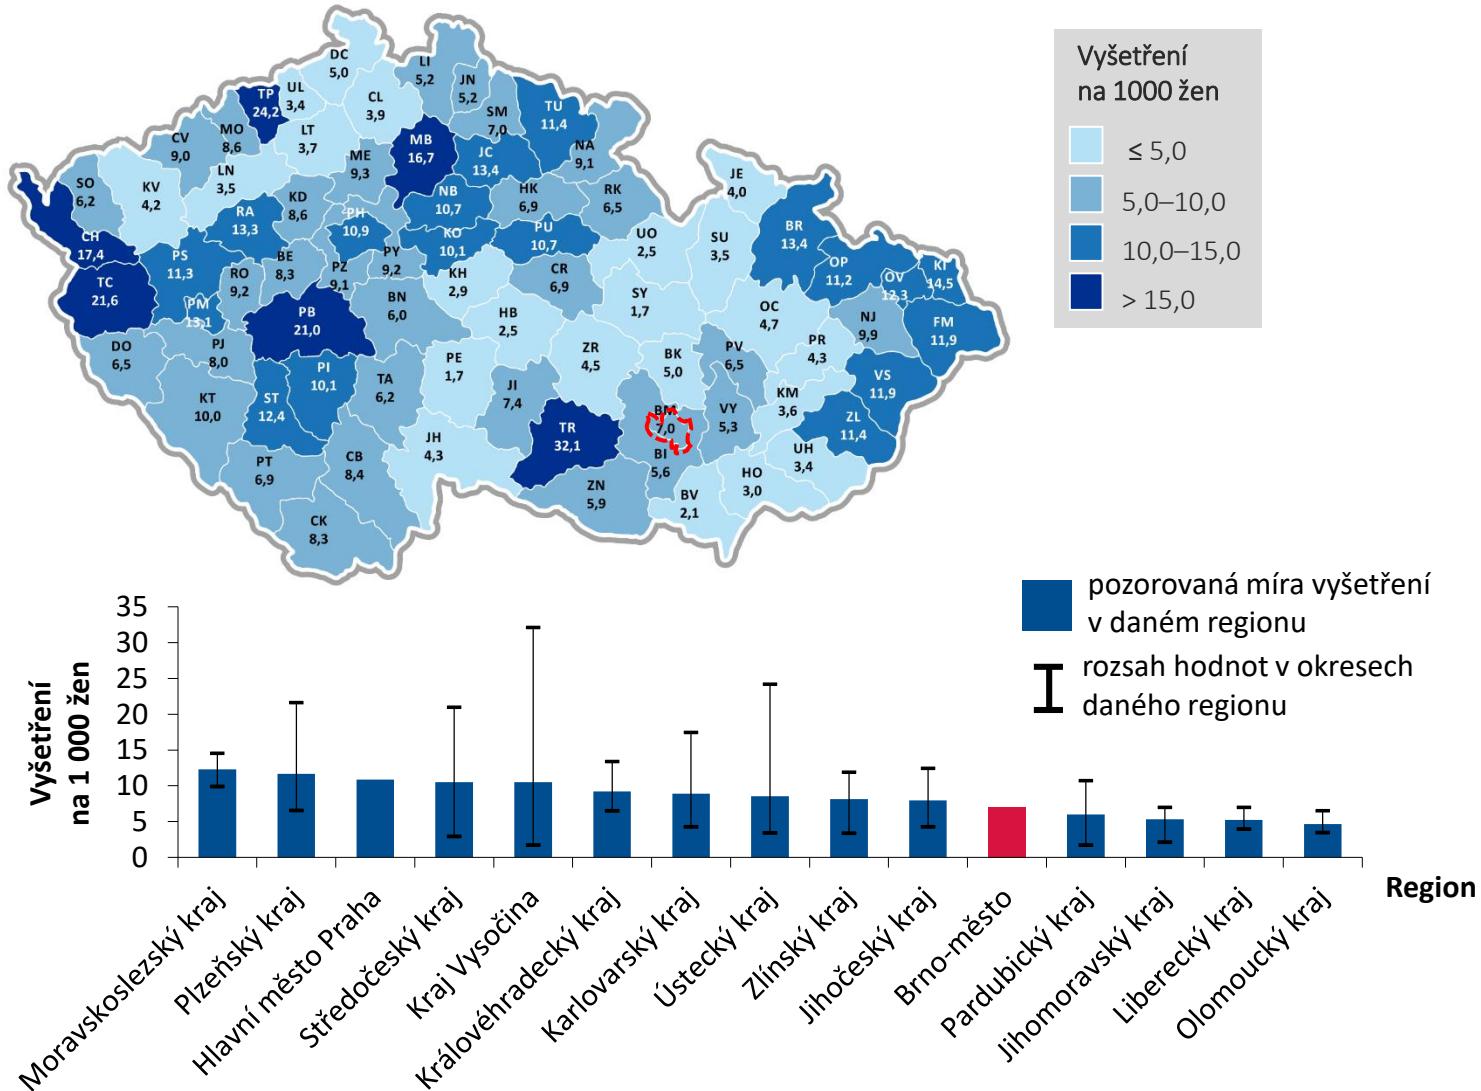 DC
5,0
LI
5,2
JN
5,2
TP
24,2
UL
3,4
CL
3,9
SM
7,0
TU
11,4
CV
9,0
MO
8,6
LT
3,7
MB
16,7
JC
13,4
NA
9,1
ME
9,3
SO
6,2
KV
4,2
LN
3,5
KD
8,6
NB
10,7
HK
6,9
RK
6,5
JE
4,0
RA
13,3
PH
10,9
KO
10,1
PU
10,7
UO
2,5
SU
3,5
BR
13,4
CH
17,4
PS
11,3
RO
9,2
BE
8,3
PZ
9,1
PY
9,2
KH
2,9
CR
6,9
OP
11,2
OV
12,3
KI
14,5
TC
21,6
PM
13,1
PB
21,0
BN
6,0
HB
2,5
SY
1,7
OC
4,7
NJ
9,9
FM
11,9
DO
6,5
PJ
8,0
PI
10,1
TA
6,2
PE
1,7
ZR
4,5
BK
5,0
PV
6,5
PR
4,3
VS
11,9
KT
10,0
ST
12,4
JI
7,4
BM
7,0
VY
5,3
KM
3,6
ZL
11,4
PT
6,9
CB
8,4
JH
4,3
TR
32,1
BI
5,6
UH
3,4
CK
8,3
ZN
5,9
BV
2,1
HO
3,0
Vyšetření
na 1000 žen
≤ 5,0
5,0–10,0
10,0–15,0
> 15,0
pozorovaná míra vyšetření
v daném regionu
rozsah hodnot v okresech
daného regionu
Vyšetření
na 1 000 žen
35
30
25
20
15
10
5
0
Moravskoslezský kraj
Plzeňský kraj
Hlavní město Praha
Středočeský kraj
Kraj Vysočina
Královéhradecký kraj
Karlovarský kraj
Ústecký kraj
Zlínský kraj
Jihočeský kraj
Brno-město
Pardubický kraj
Jihomoravský kraj
Liberecký kraj
Olomoucký kraj
Region